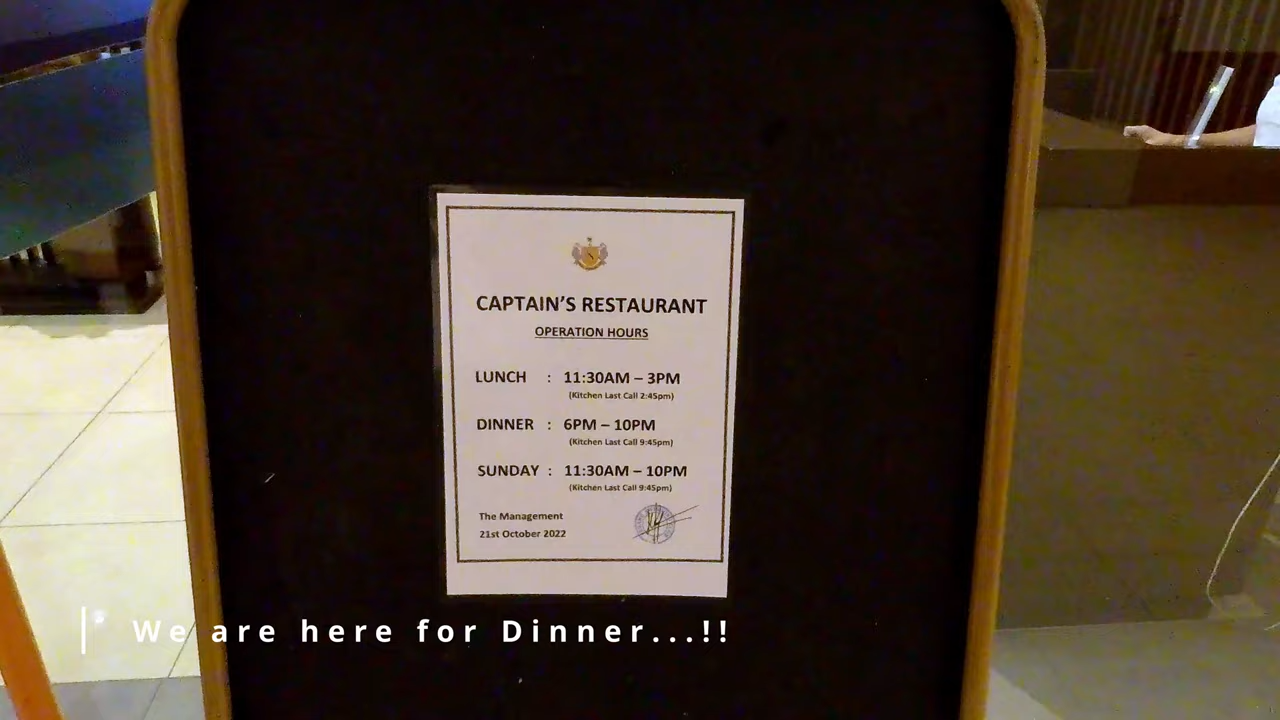 CAPTAIN'S RESTAURANT
OPERATION HOURS
LUNCH : 11:30AM – 3PM
(Kitchen Last Call 2:45pm)
DINNER : 6PM – 10PM
(Kitchen Last Call 9:45pm)
SUNDAY : 11:30AM – 10PM
(Kitchen Last Call 9:45pm)
The Management
21st October 2022
We are here for Dinner...!!